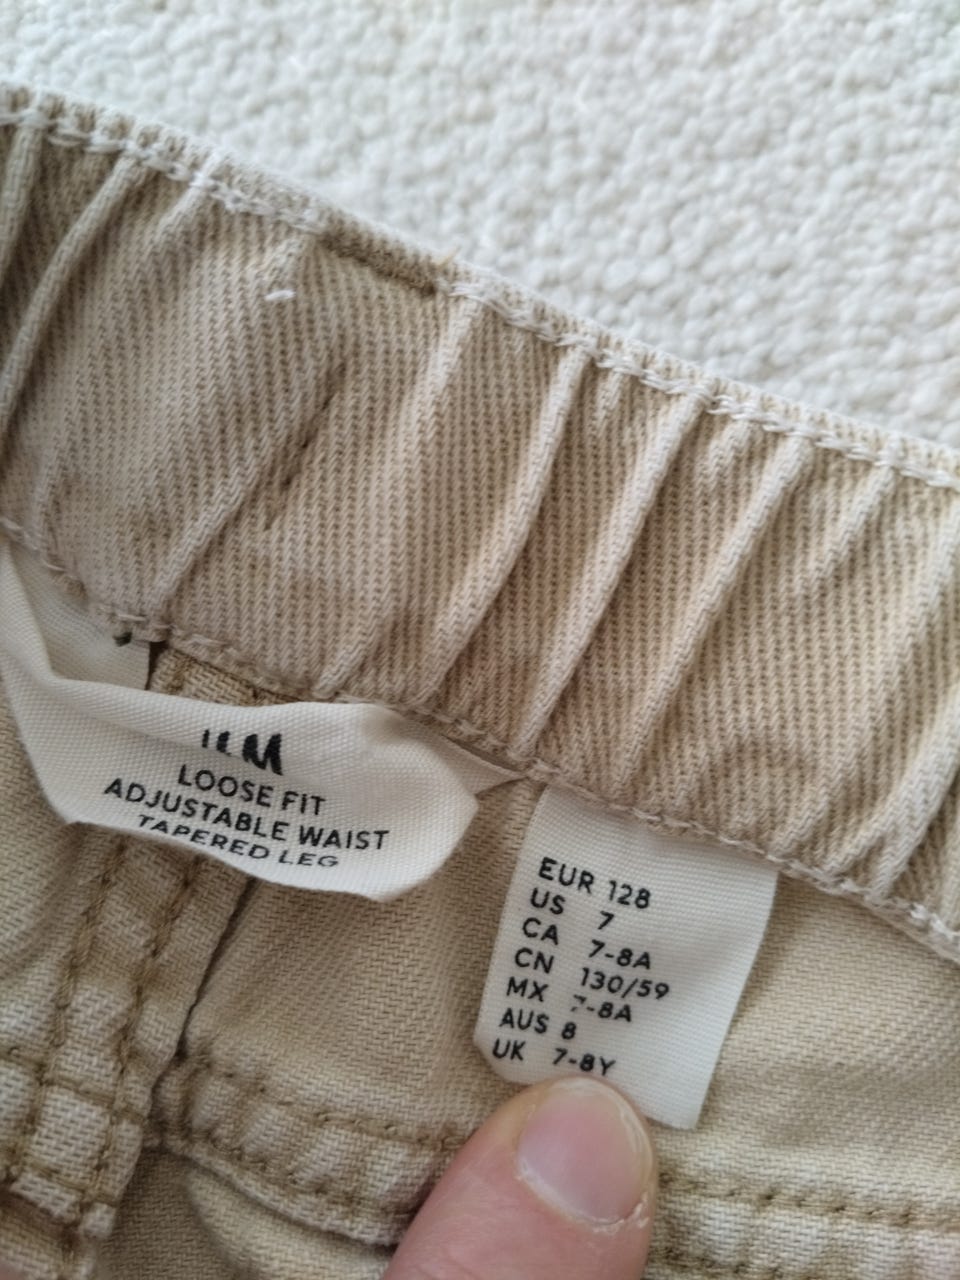 H&M
LOOSE FIT
ADJUSTABLE WAIST
TAPERED LEG
EUR 128
US 7
CA 7-8A
CN 130/59
MX 7-8A
AUS 8
UK 7-8Y